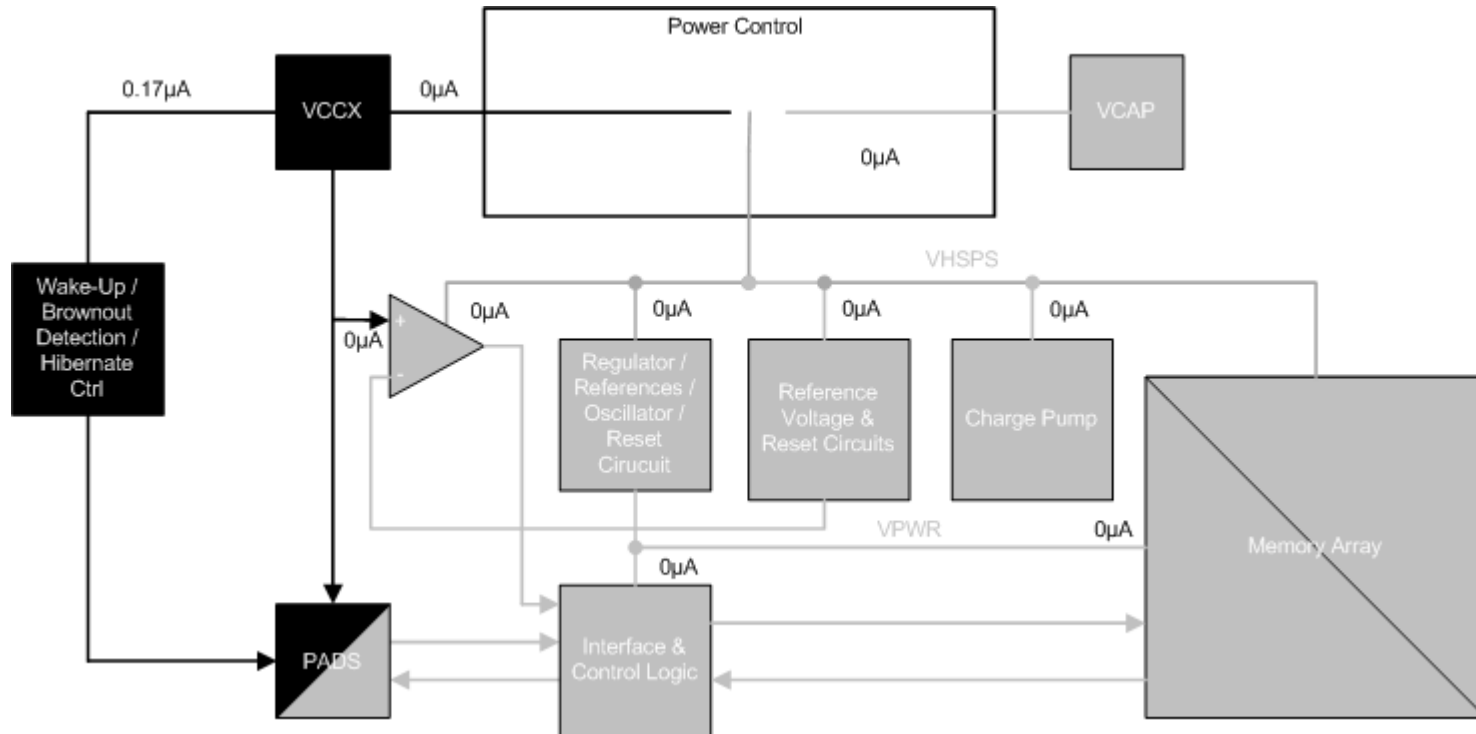 Power Control
0.17µA
VCCX
0µA
VCAP
0µA
VHSPS
Wake-Up /
Brownout
Detection /
Hibernate
Ctrl
+
0µA
0µA
-
0µA
0µA
0µA
Regulator /
References /
Oscillator /
Reset
Cirucuit
Reference
Voltage &
Reset Circuits
Charge Pump
VPWR
0µA
Memory Array
0µA
PADS
Interface &
Control Logic